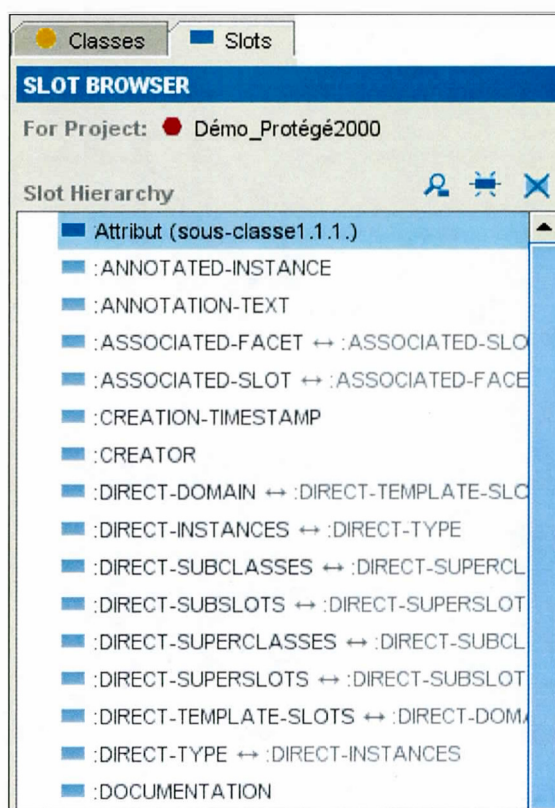 Classes Slots
SLOT BROWSER
For Project: Démo_Protégé2000
Slot Hierarchy
Attribut (sous-classe1.1.1.)
:ANNOTATED-INSTANCE
:ANNOTATION-TEXT
:ASSOCIATED-FACET ↔ :ASSOCIATED-SLO
:ASSOCIATED-SLOT ↔ :ASSOCIATED-FACE
:CREATION-TIMESTAMP
:CREATOR
:DIRECT-DOMAIN ↔ :DIRECT-TEMPLATE-SLO
:DIRECT-INSTANCES ↔ :DIRECT-TYPE
:DIRECT-SUBCLASSES ↔ :DIRECT-SUPERCL
:DIRECT-SUBSLOTS ↔ :DIRECT-SUPERSLOT
:DIRECT-SUPERCLASSES ↔ :DIRECT-SUBCL
:DIRECT-SUPERSLOTS ↔ :DIRECT-SUBSLOT
:DIRECT-TEMPLATE-SLOTS ↔ :DIRECT-DOMA
:DIRECT-TYPE ↔ :DIRECT-INSTANCES
:DOCUMENTATION